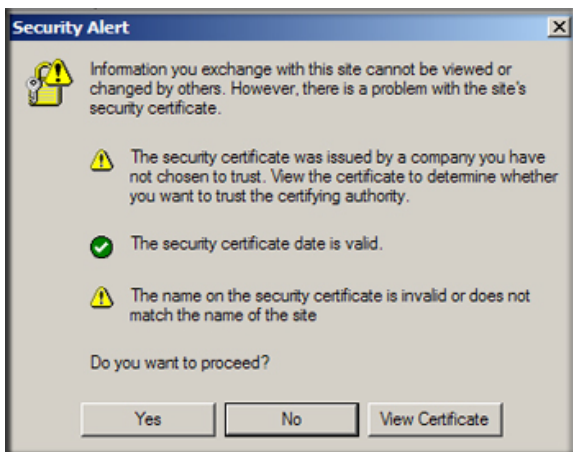 Security Alert
Information you exchange with this site cannot be viewed or
changed by others. However, there is a problem with the site's
security certificate.
The security certificate was issued by a company you have
not chosen to trust. View the certificate to determine whether
you want to trust the certifying authority.
The security certificate date is valid.
The name on the security certificate is invalid or does not
match the name of the site
Do you want to proceed?
Yes
No
View Certificate